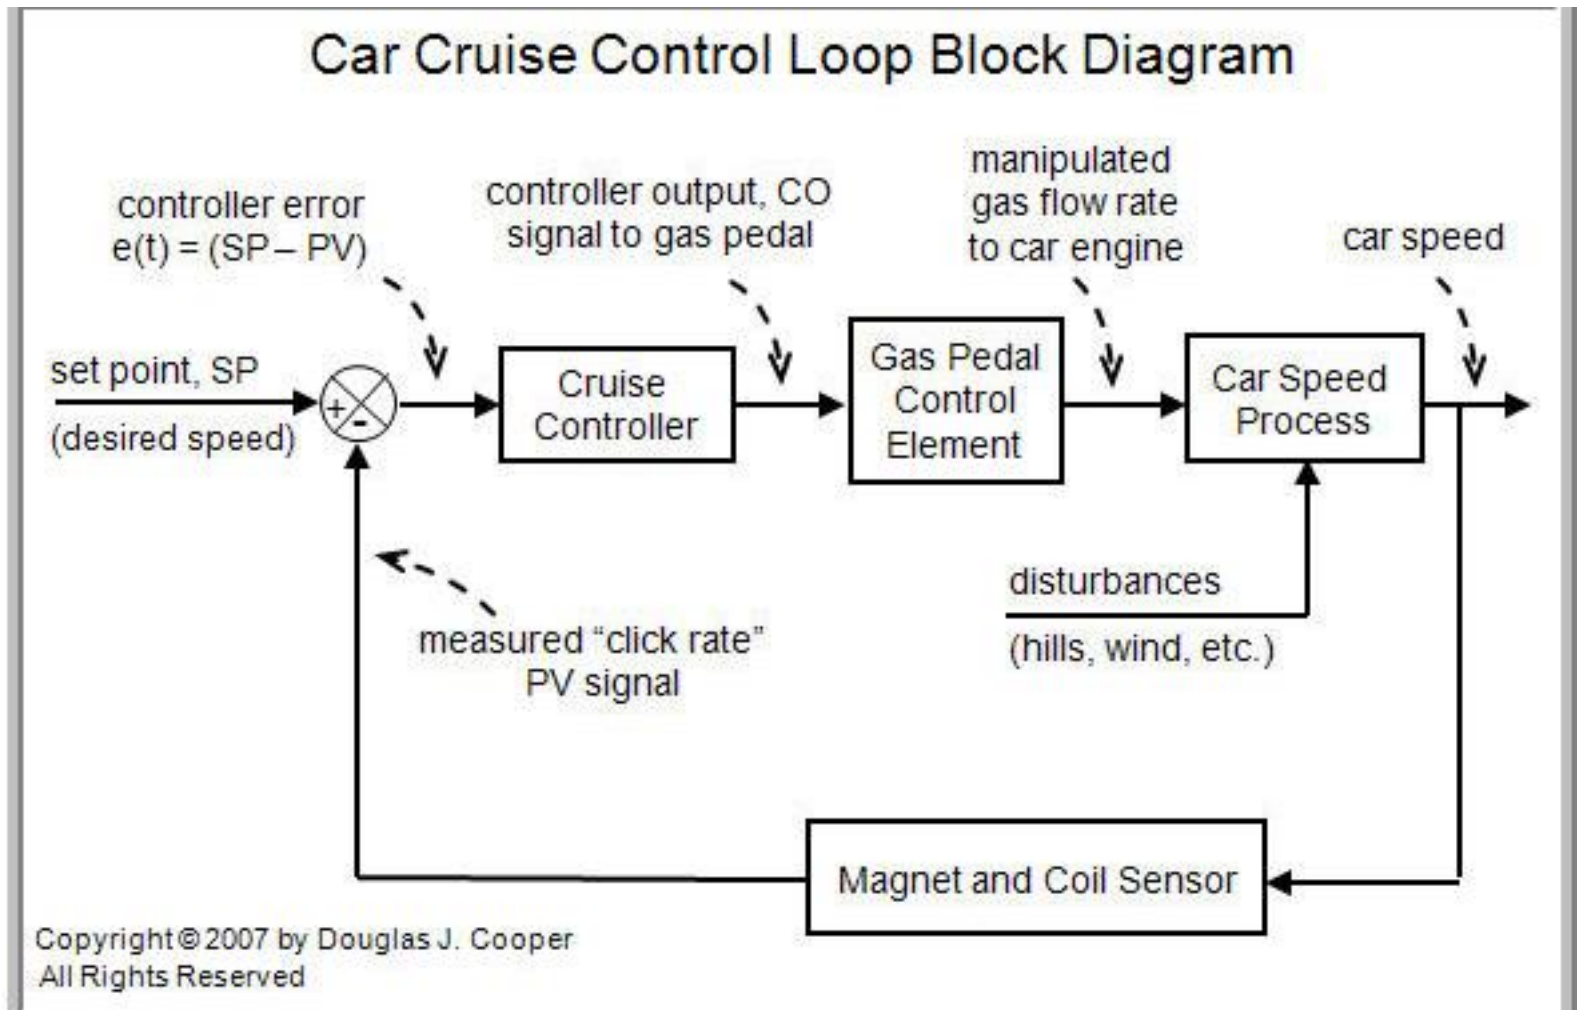 Car Cruise Control Loop Block Diagram
controller error
e(t) = (SP – PV)
controller output, CO
signal to gas pedal
manipulated
gas flow rate
to car engine
car speed
set point, SP
(desired speed)
+
-
Cruise
Controller
Gas Pedal
Control
Element
Car Speed
Process
disturbances
(hills, wind, etc.)
measured “click rate”
PV signal
Magnet and Coil Sensor
Copyright © 2007 by Douglas J. Cooper
All Rights Reserved